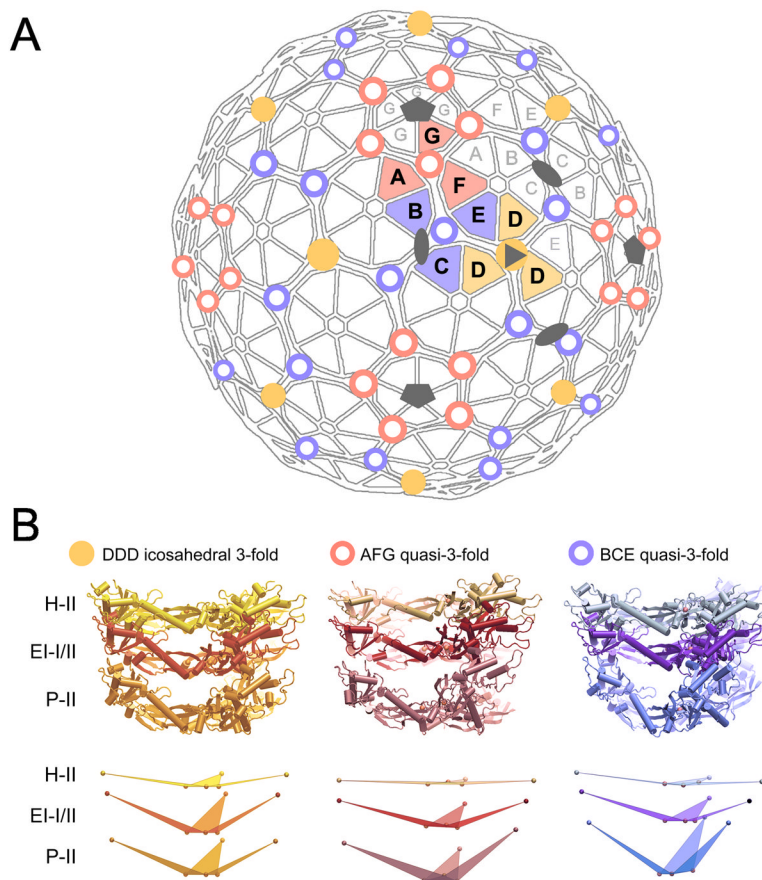 A
G
G G
G G
F E
A
B
C
A
F
C
B
B
E
D
E
C
D
D
B
DDD icosahedral 3-fold
AFG quasi-3-fold
BCE quasi-3-fold
H-II
EI-I/II
P-II
H-II
EI-I/II
P-II